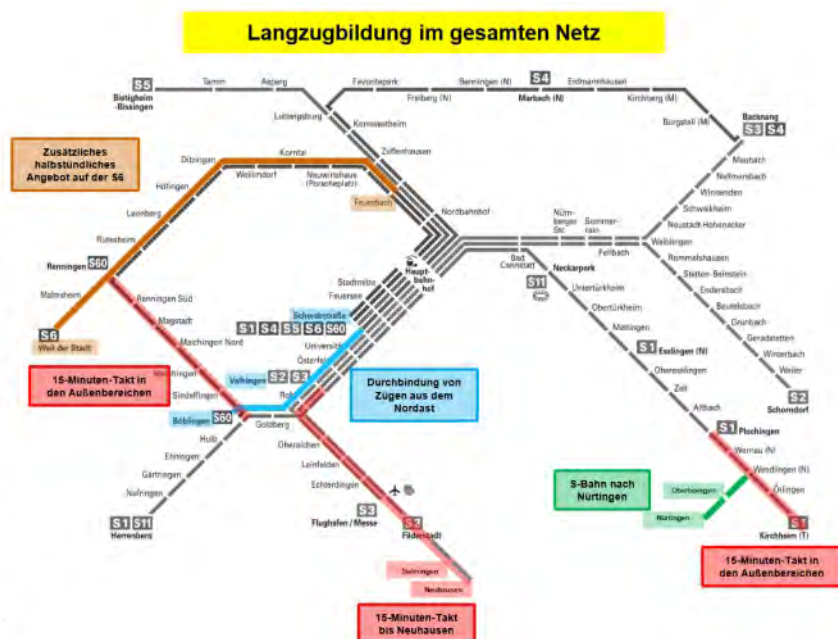 Langzugbildung im gesamten Netz
S5
Bietigheim-
Bissingen
Tamm
Asperg
Ludwigsburg
Kornwestheim
Zuffenhausen
Favoritepark
Freiberg (N)
Benningen (N)
S4
Marbach (N)
Erdmannhausen
Kirchberg (M)
Burgstall (M)
Backnang
S3 S4
Maubach
Nellmersbach
Winnenden
Schwaikheim
Neustadt-Hohenacker
Waiblingen
Zusätzliches
halbstündliches
Angebot auf der S6
Ditzingen
Korntal
Weilimdorf
Neuwirtshaus
(Porscheplatz)
Feuerbach
Höfingen
Leonberg
Rutesheim
Renningen S60
Malmsheim
S6
Weil der Stadt
Nordbahnhof
Haupt-
bahn-
hof
Stadtmitte
Feuersee
Schwabstraße
S1 S4 S5 S6 S60
Universität
Österfeld
Vaihingen S2 S3
Rohr
Nürn-
berger
Str.
Sommer-
rain
Fellbach
Bad
Cannstatt
Neckarpark
S11
Rommelshausen
Stetten-Beinstein
Endersbach
Beutelsbach
Grunbach
Geradstetten
Winterbach
Weiler
S2
Schorndorf
Untertürkheim
Obertürkheim
Mettingen
S1
Esslingen (N)
Oberesslingen
Zell
Altbach
S1
Plochingen
Wernau (N)
Wendlingen (N)
Ötlingen
S1
Kirchheim (T)
Oberboihingen
Nürtingen
S-Bahn nach
Nürtingen
15-Minuten-Takt in
den Außenbereichen
Renningen Süd
Magstadt
Maichingen Nord
Maichingen
Sindelfingen
15-Minuten-Takt in
den Außenbereichen
Durchbindung von
Zügen aus dem
Nordast
Böblingen S60
Goldberg
Hulb
Ehningen
Gärtringen
Nufringen
S1 S11
Herrenberg
Oberaichen
Leinfelden
Echterdingen
S3
Flughafen / Messe
S2
Filderstadt
Sielmingen
Neuhausen
15-Minuten-Takt
bis Neuhausen